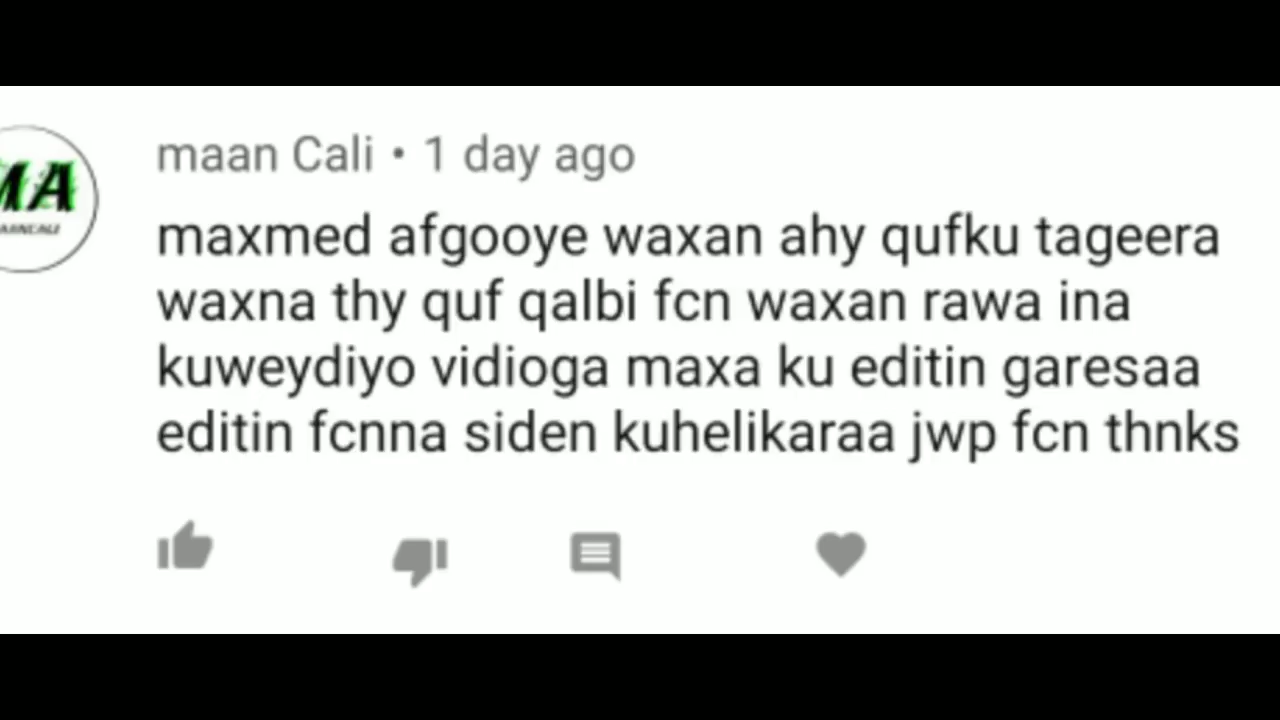 MA
maan Cali • 1 day ago
maxmed afgooye waxan ahy qufku tageera
waxna thy quf qalbi fcn waxan rawa ina
kuweydiyo vidioga maxa ku editin garesaa
editin fcnna siden kuhelikaraa jwp fcn thnks